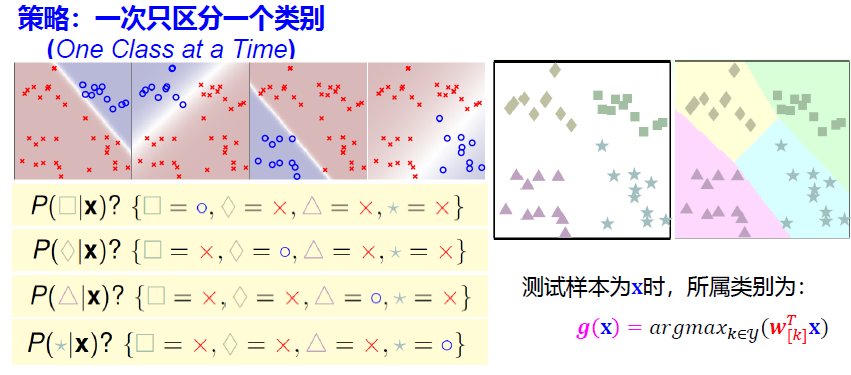 策略：一次只区分一个类别
(One Class at a Time)
P(□|x)? {□ = ○, ◇ = ×, △ = ×, ⋆ = ×}
P(◇|x)? {□ = ×, ◇ = ○, △ = ×, ⋆ = ×}
P(△|x)? {□ = ×, ◇ = ×, △ = ○, ⋆ = ×}
P(⋆|x)? {□ = ×, ◇ = ×, △ = ×, ⋆ = ○}
测试样本为x时，所属类别为：
g(x) = argmax_{k∈𝒴}(w_{[k]}^T x)